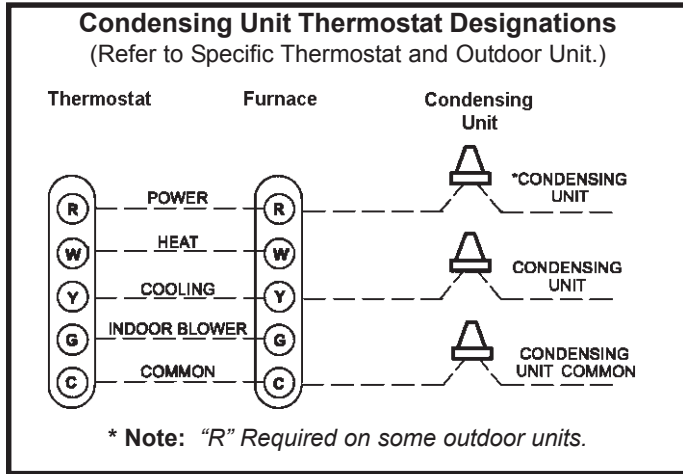 Condensing Unit Thermostat Designations
(Refer to Specific Thermostat and Outdoor Unit.)
Thermostat Furnace Condensing
Unit
R POWER R *CONDENSING
UNIT
W HEAT W
Y COOLING Y CONDENSING
UNIT
G INDOOR BLOWER G
C COMMON C CONDENSING
UNIT COMMON
* Note: "R" Required on some outdoor units.